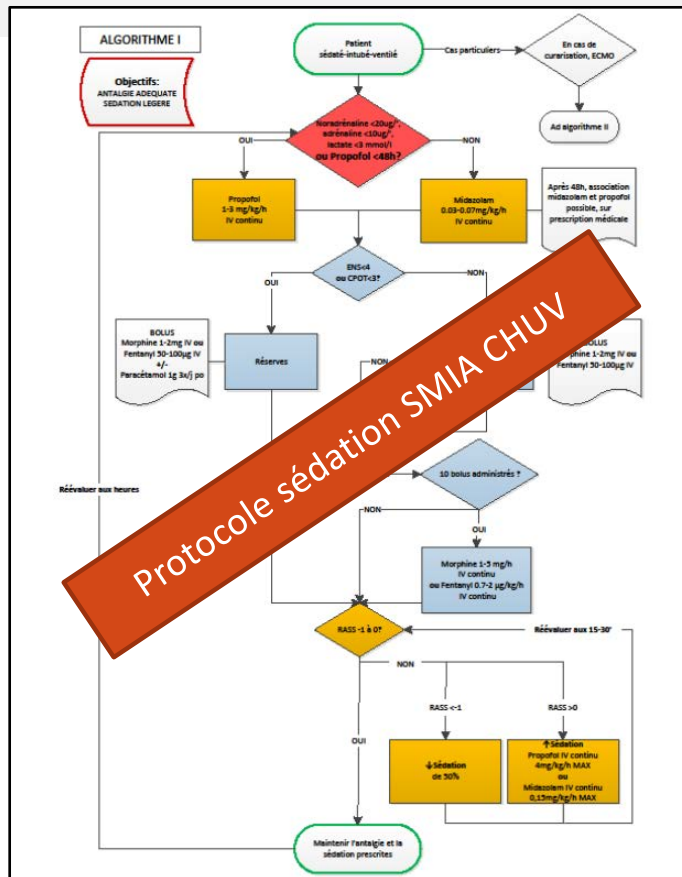 ALGORITHME I
Patient
sédaté-intubé-ventilé
Cas particuliers
En cas de
curarisation, ECMO
Objectifs:
ANTALGIE ADEQUATE
SEDATION LEGERE
Ad algorithme II
Noradrénaline <20ug/',
adrénaline <10ug/',
lactate <3 mmol/l
ou Propofol <48h?
OUI
NON
Propofol
1-3 mg/kg/h
IV continu
Midazolam
0.03-0.07mg/kg/h
IV continu
Après 48h, association
midazolam et propofol
possible, sur
prescription médicale
ENS<4
ou CPOT<3?
OUI
NON
BOLUS
Morphine 1-2mg IV ou
Fentanyl 50-100µg IV
+/-
Paracétamol 1g 3x/j po
Réserves
NON
BOLUS
Morphine 1-2mg IV ou
Fentanyl 50-100µg IV
Protocole sédation SMIA CHUV
Réévaluer aux heures
10 bolus administrés ?
NON
OUI
Morphine 1-5 mg/h
IV continu
ou Fentanyl 0.7-2 µg/kg/h
IV continu
RASS -1 à 0?
Réévaluer aux 15-30'
NON
RASS <-1
RASS >0
OUI
↓Sédation
de 50%
↑Sédation
Propofol IV continu
4mg/kg/h MAX
ou
Midazolam IV continu
0,15mg/kg/h MAX
Maintenir l'antalgie et la
sédation prescrites